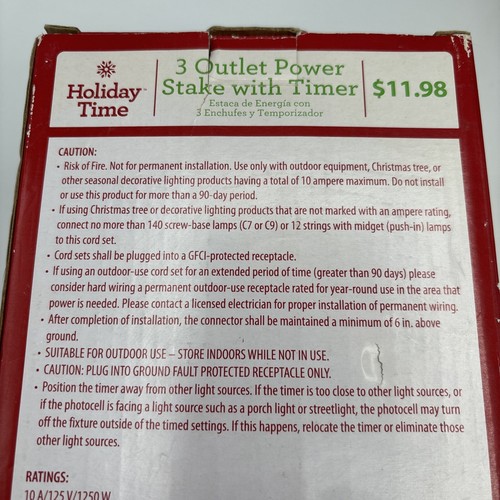 Holiday
Time™
3 Outlet Power
Stake with Timer
Estaca de Energía con
3 Enchufes y Temporizador
$11.98
CAUTION:
• Risk of Fire. Not for permanent installation. Use only with outdoor equipment, Christmas tree, or
other seasonal decorative lighting products having a total of 10 ampere maximum. Do not install
or use this product for more than a 90-day period.
• If using Christmas tree or decorative lighting products that are not marked with an ampere rating,
connect no more than 140 screw-base lamps (C7 or C9) or 12 strings with midget (push-in) lamps
to this cord set.
• Cord sets shall be plugged into a GFCI-protected receptacle.
• If using an outdoor-use cord set for an extended period of time (greater than 90 days) please
consider hard wiring a permanent outdoor-use receptacle rated for year-round use in the area that
power is needed. Please contact a licensed electrician for proper installation of permanent wiring.
• After completion of installation, the connector shall be maintained a minimum of 6 in. above
ground.
• SUITABLE FOR OUTDOOR USE – STORE INDOORS WHILE NOT IN USE.
• CAUTION: PLUG INTO GROUND FAULT PROTECTED RECEPTACLE ONLY.
• Position the timer away from other light sources. If the timer is too close to other light sources, or
if the photocell is facing a light source such as a porch light or streetlight, the photocell may turn
off the fixture outside of the timed settings. If this happens, relocate the timer or eliminate those
other light sources.
RATINGS:
10 A/125 V/1250 W